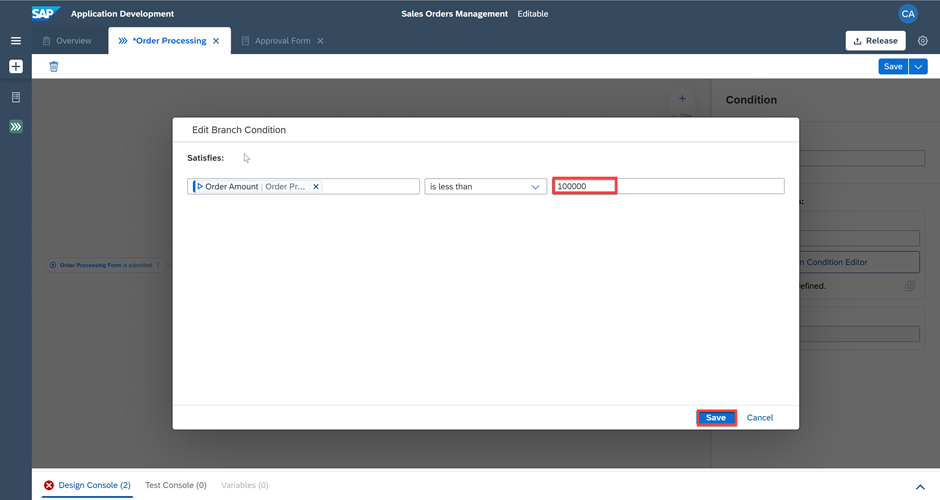 SAP Application Development Sales Orders Management Editable CA
Overview *Order Processing Approval Form Release
Save
Condition
Edit Branch Condition
Satisfies:
Order Amount | Order Pr... is less than 100000
s:
Order Processing Form is submitted
n Condition Editor
efined.
Save Cancel
Design Console (2) Test Console (0) Variables (0)